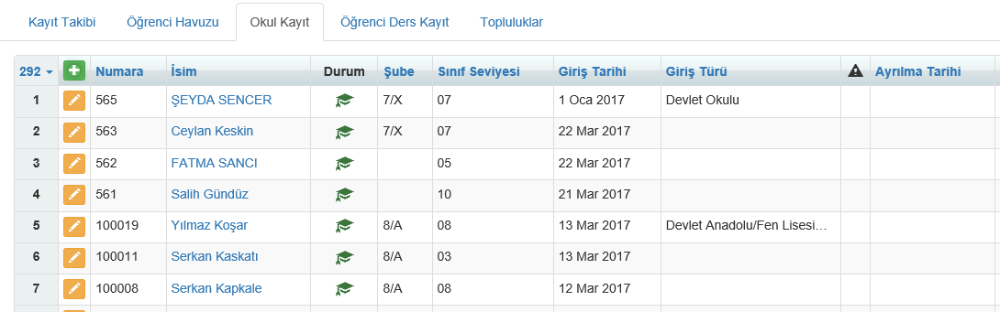 Kayıt Takibi Öğrenci Havuzu Okul Kayıt Öğrenci Ders Kayıt Topluluklar
292 Numara İsim Durum Şube Sınıf Seviyesi Giriş Tarihi Giriş Türü Ayrılma Tarihi
1 565 ŞEYDA SENCER 7/X 07 1 Oca 2017 Devlet Okulu
2 563 Ceylan Keskin 7/X 07 22 Mar 2017
3 562 FATMA SANCI 05 22 Mar 2017
4 561 Salih Gündüz 10 21 Mar 2017
5 100019 Yılmaz Koşar 8/A 08 13 Mar 2017 Devlet Anadolu/Fen Lisesi...
6 100011 Serkan Kaskatı 8/A 03 13 Mar 2017
7 100008 Serkan Kapkale 8/A 08 12 Mar 2017